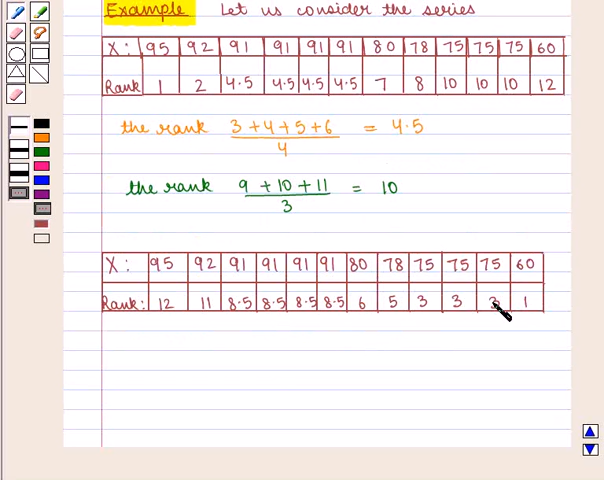 Example Let us consider the series
X: 95 92 91 91 91 91 80 78 75 75 75 60
Rank 1 2 4.5 4.5 4.5 4.5 7 8 10 10 10 12
the rank 3+4+5+6 / 4 = 4.5
the rank 9+10+11 / 3 = 10
X: 95 92 91 91 91 91 80 78 75 75 75 60
Rank: 12 11 8.5 8.5 8.5 8.5 6 5 3 3 3 1